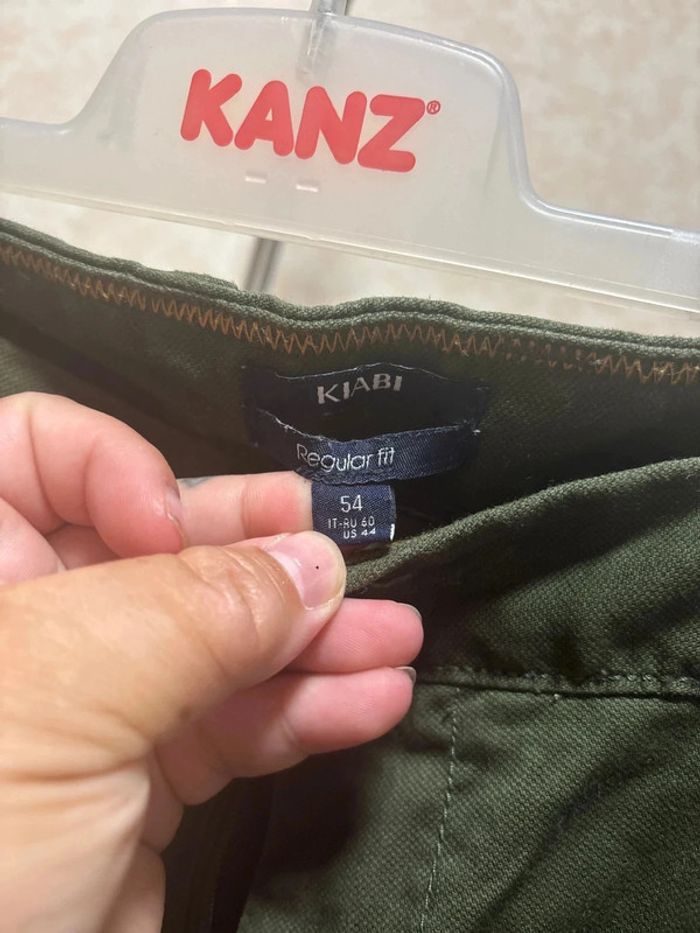 KANZ®
KIABI
Regular fit
54
IT-RU 60
US 44